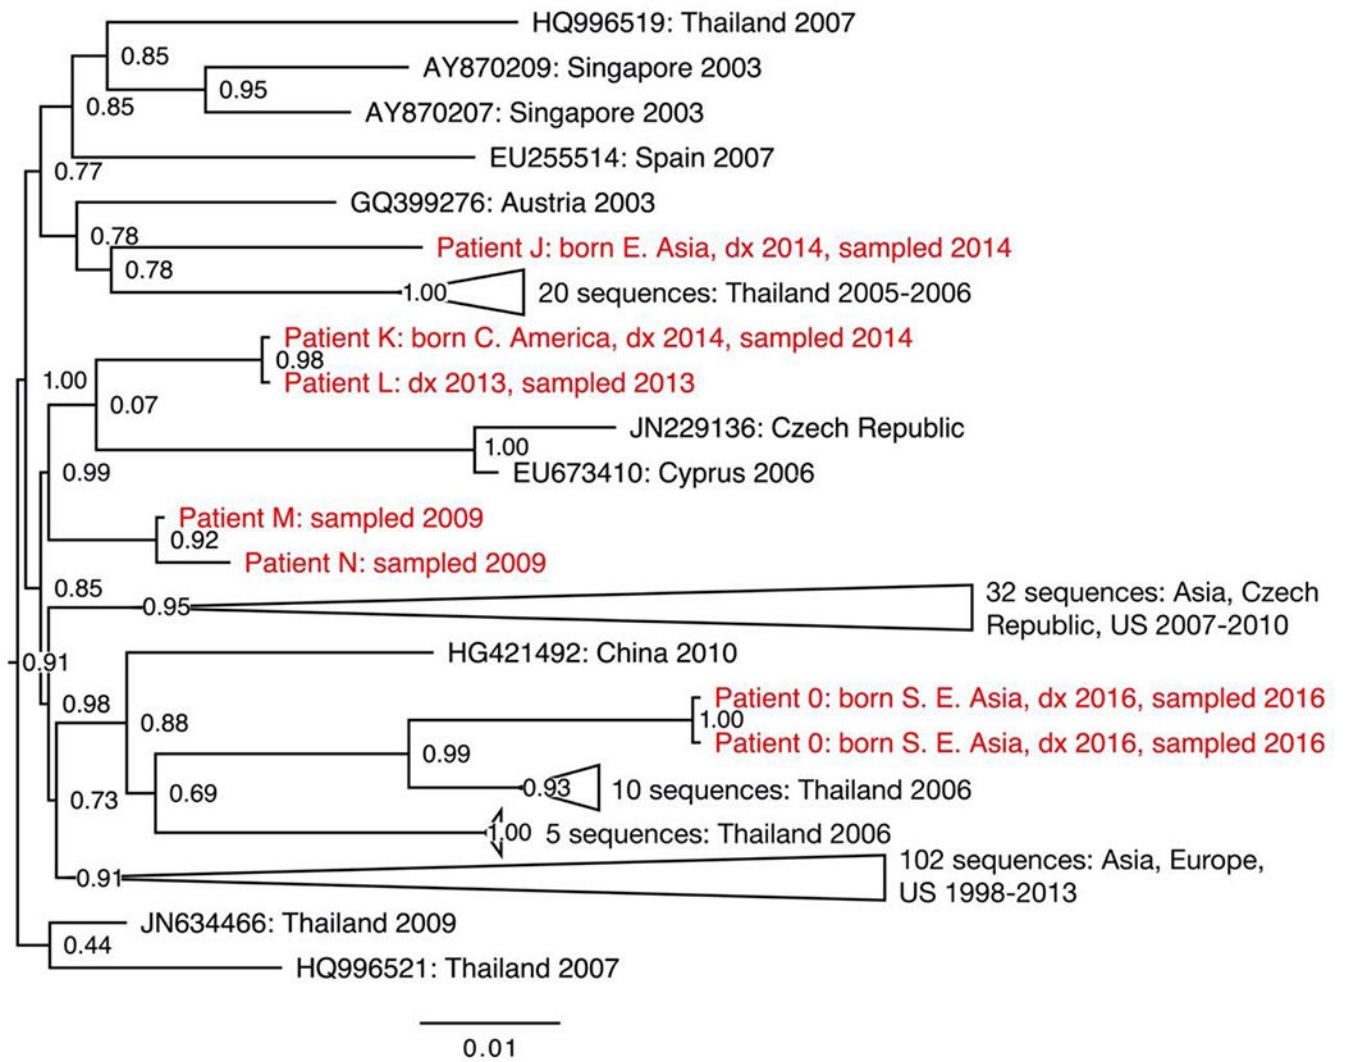 HQ996519: Thailand 2007
0.85
AY870209: Singapore 2003
0.95
0.85
AY870207: Singapore 2003
EU255514: Spain 2007
0.77
GQ399276: Austria 2003
0.78
Patient J: born E. Asia, dx 2014, sampled 2014
0.78
1.00
20 sequences: Thailand 2005-2006
Patient K: born C. America, dx 2014, sampled 2014
0.98
1.00
Patient L: dx 2013, sampled 2013
0.07
JN229136: Czech Republic
1.00
0.99
EU673410: Cyprus 2006
Patient M: sampled 2009
0.92
Patient N: sampled 2009
0.85
0.95
32 sequences: Asia, Czech
Republic, US 2007-2010
HG421492: China 2010
0.91
0.98
Patient 0: born S. E. Asia, dx 2016, sampled 2016
0.88
1.00
Patient 0: born S. E. Asia, dx 2016, sampled 2016
0.99
0.93
10 sequences: Thailand 2006
0.73
0.69
1.00
5 sequences: Thailand 2006
0.91
102 sequences: Asia, Europe,
US 1998-2013
JN634466: Thailand 2009
0.44
HQ996521: Thailand 2007
0.01